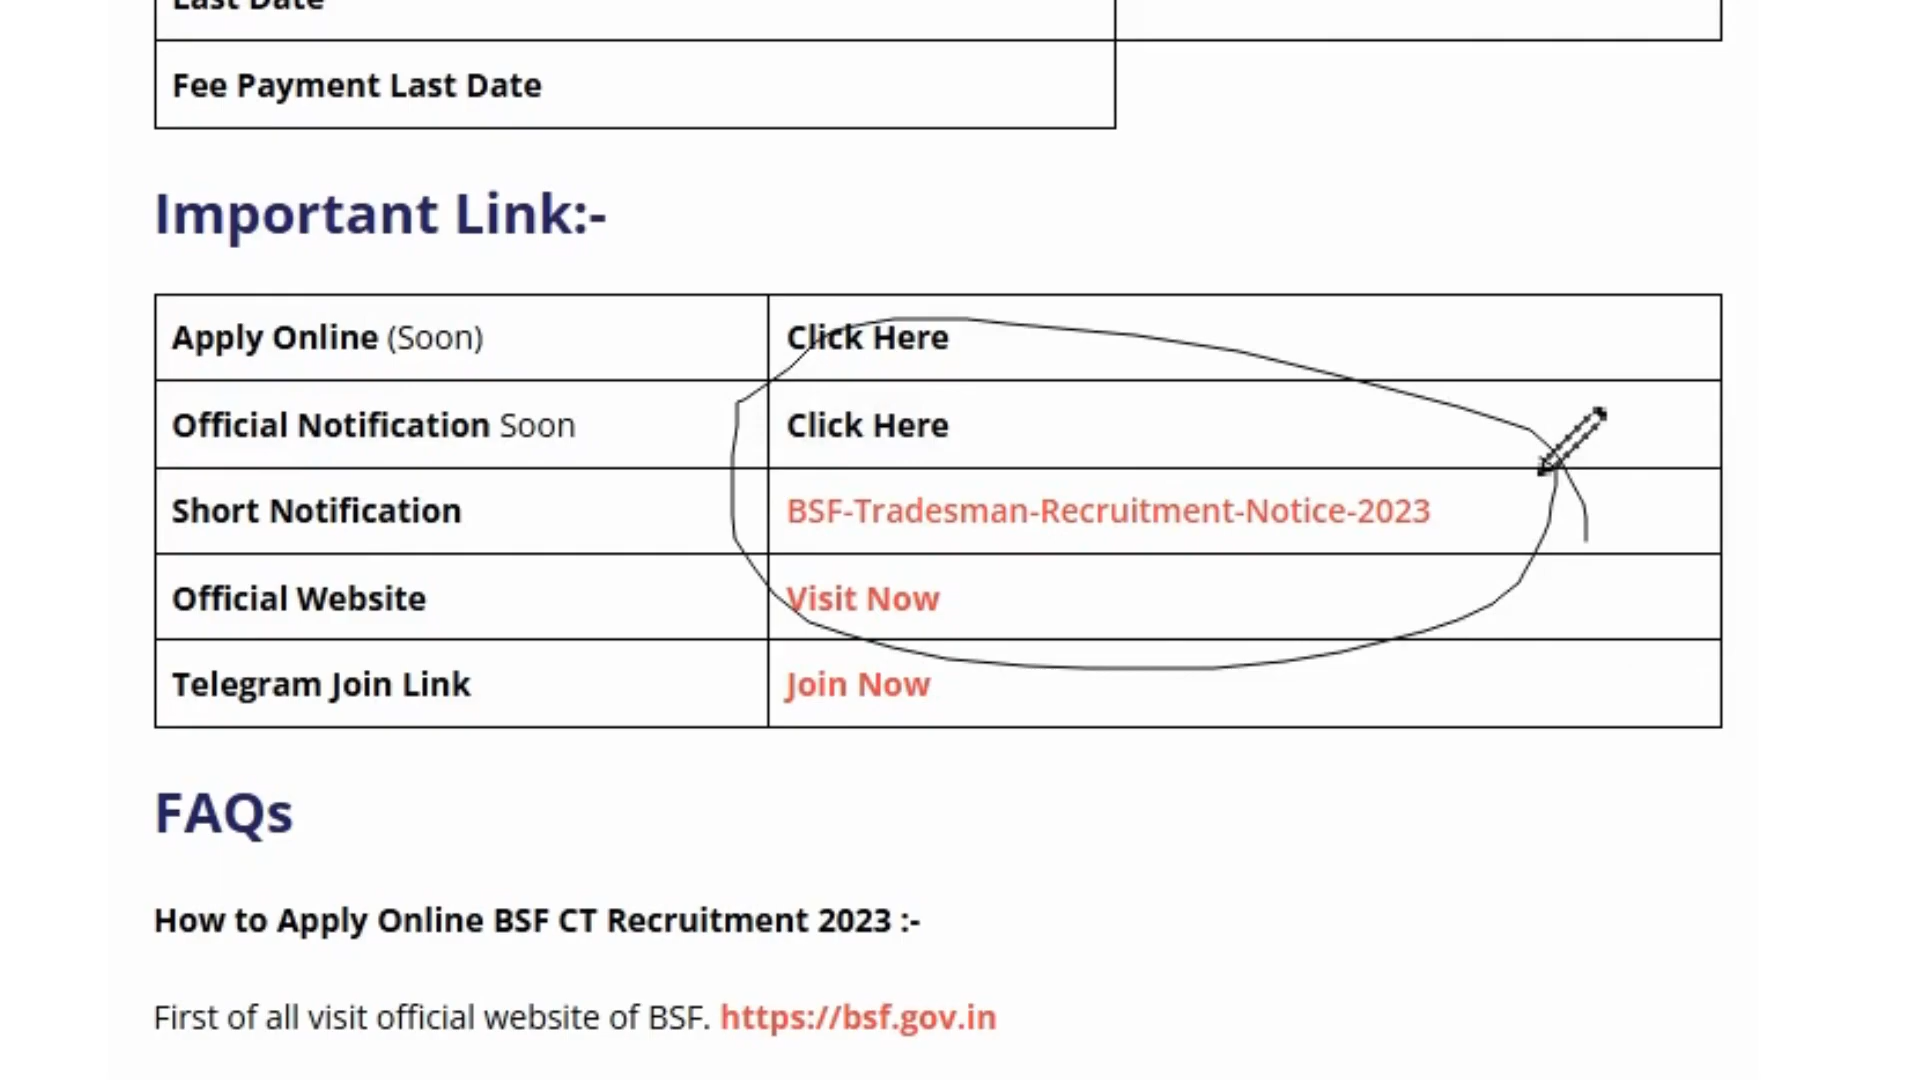 Last Date
Fee Payment Last Date
Important Link:-
Apply Online (Soon) Click Here
Official Notification Soon Click Here
Short Notification BSF-Tradesman-Recruitment-Notice-2023
Official Website Visit Now
Telegram Join Link Join Now
FAQs
How to Apply Online BSF CT Recruitment 2023 :-
First of all visit official website of BSF. https://bsf.gov.in